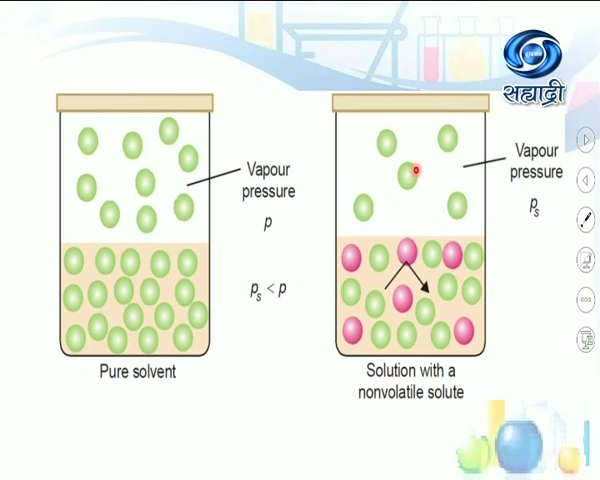 सह्याद्री
Vapour
pressure
p
Vapour
pressure
pₛ
pₛ < p
Pure solvent
Solution with a
nonvolatile solute